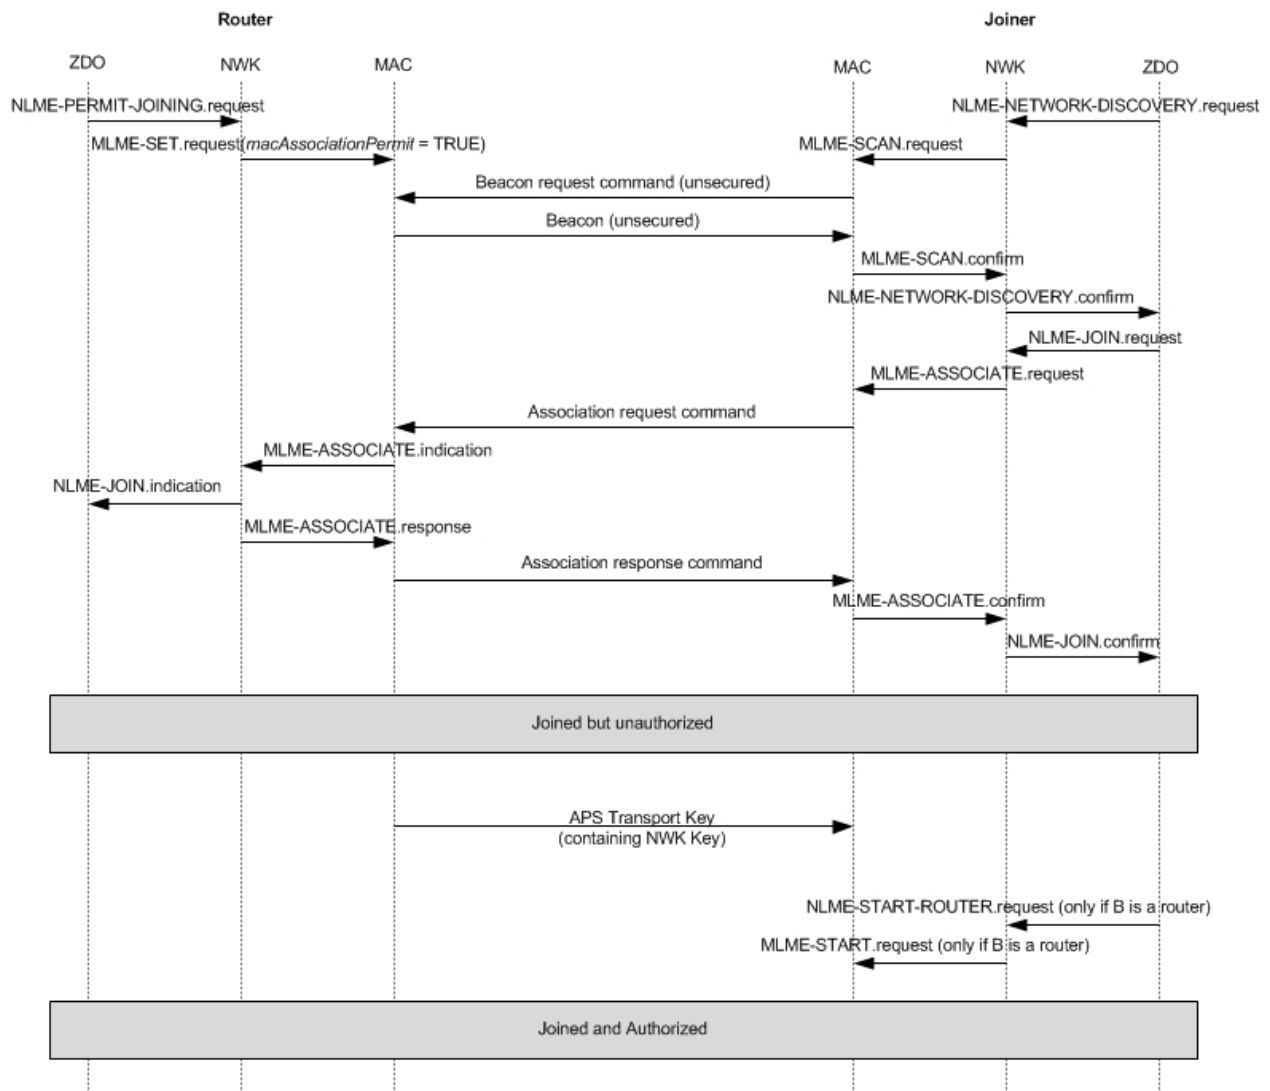 Router
Joiner
ZDO
NWK
MAC
MAC
NWK
ZDO
NLME-PERMIT-JOINING.request
NLME-NETWORK-DISCOVERY.request
MLME-SET.request(macAssociationPermit = TRUE)
MLME-SCAN.request
Beacon request command (unsecured)
Beacon (unsecured)
MLME-SCAN.confirm
NLME-NETWORK-DISCOVERY.confirm
NLME-JOIN.request
MLME-ASSOCIATE.request
Association request command
MLME-ASSOCIATE.indication
NLME-JOIN.indication
MLME-ASSOCIATE.response
Association response command
MLME-ASSOCIATE.confirm
NLME-JOIN.confirm
Joined but unauthorized
APS Transport Key
(containing NWK Key)
NLME-START-ROUTER.request (only if B is a router)
MLME-START.request (only if B is a router)
Joined and Authorized